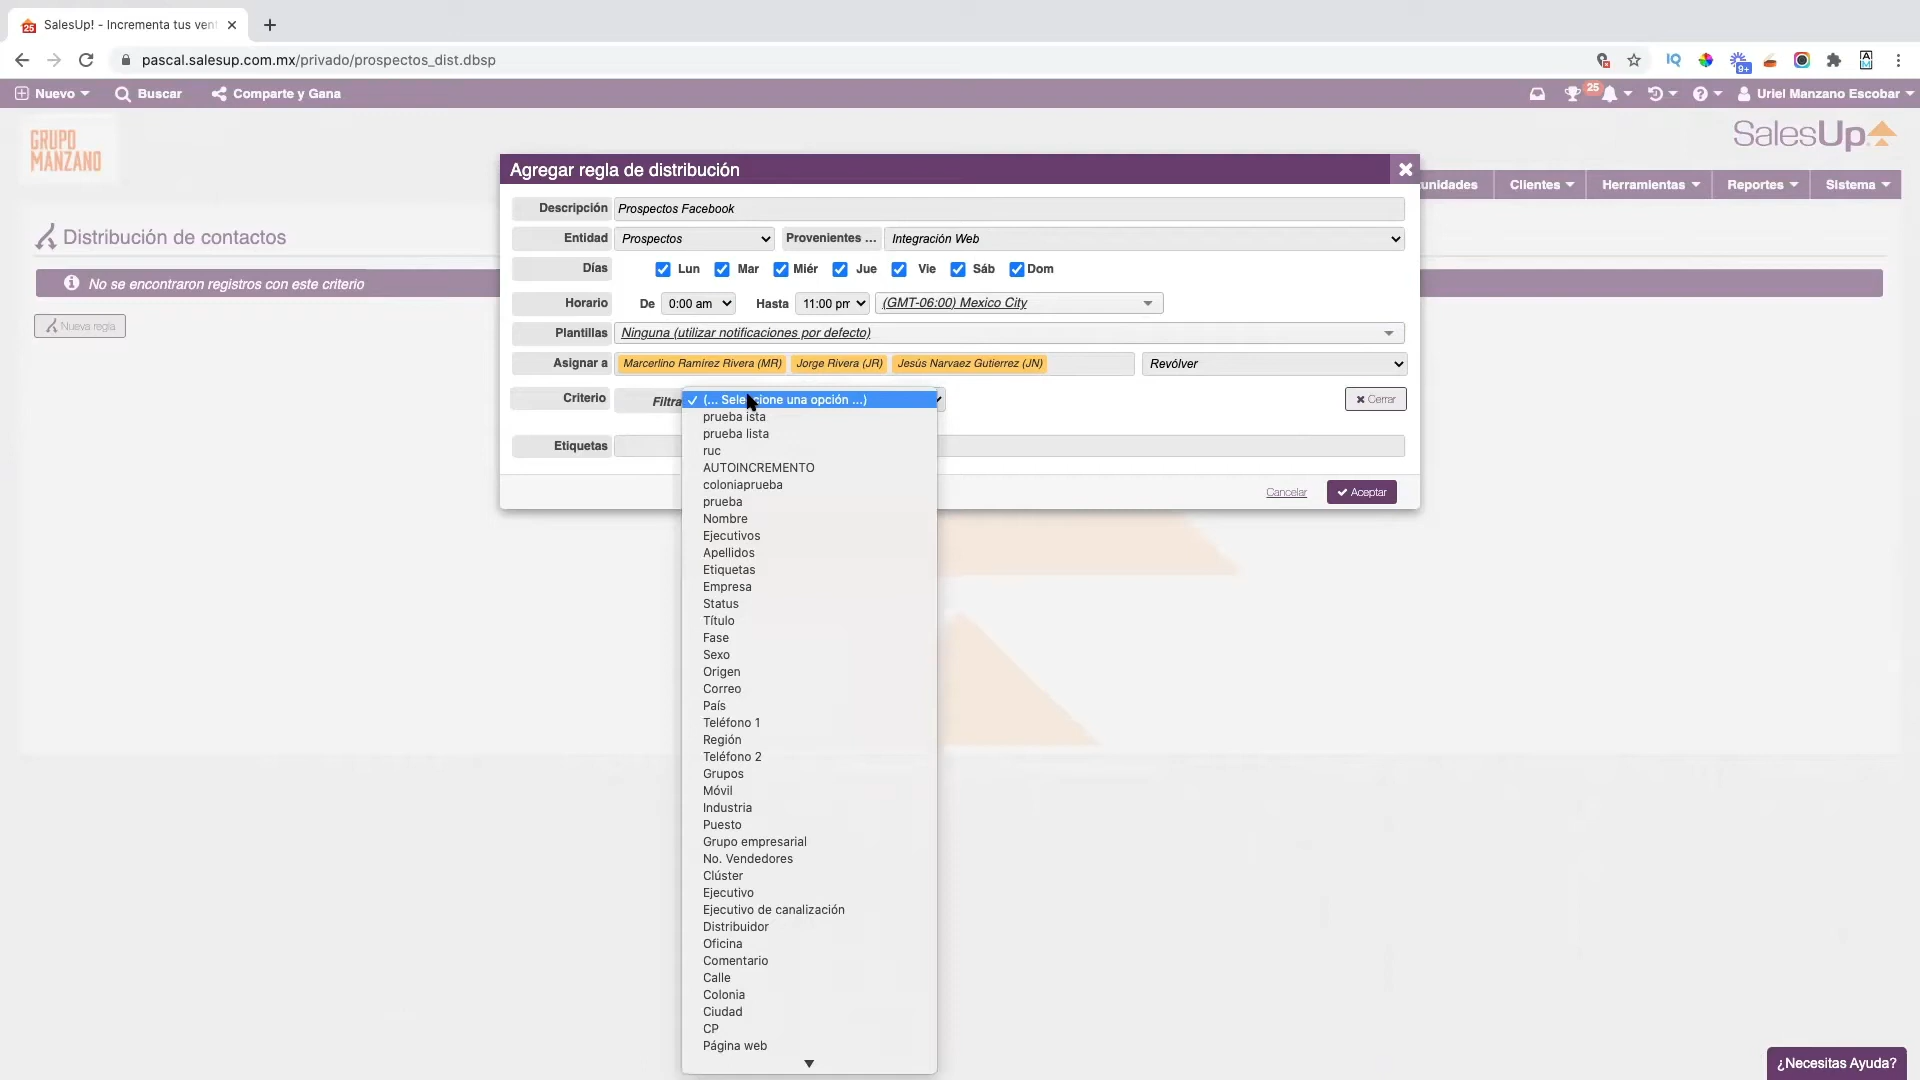 SalesUp! - Incrementa tus ven
pascal.salesup.com.mx/privado/prospectos_dist.dbsp
IQ
9+
Nuevo
Buscar
Comparte y Gana
25
Uriel Manzano Escobar
GRUPO
MANZANO
SalesUp
unidades
Clientes
Herramientas
Reportes
Sistema
Distribución de contactos
No se encontraron registros con este criterio
Nueva regla
Agregar regla de distribución
Descripción
Prospectos Facebook
Entidad
Prospectos
Provenientes ...
Integración Web
Días
Lun
Mar
Miér
Jue
Vie
Sáb
Dom
Horario
De
0:00 am
Hasta
11:00 pm
(GMT-06:00) Mexico City
Plantillas
Ninguna (utilizar notificaciones por defecto)
Asignar a
Marcerlino Ramírez Rivera (MR)
Jorge Rivera (JR)
Jesús Narvaez Gutierrez (JN)
Revólver
Criterio
Filtra
Cerrar
Etiquetas
Cancelar
Aceptar
(... Seleccione una opción ...)
prueba ista
prueba lista
ruc
AUTOINCREMENTO
coloniaprueba
prueba
Nombre
Ejecutivos
Apellidos
Etiquetas
Empresa
Status
Título
Fase
Sexo
Origen
Correo
País
Teléfono 1
Región
Teléfono 2
Grupos
Móvil
Industria
Puesto
Grupo empresarial
No. Vendedores
Clúster
Ejecutivo
Ejecutivo de canalización
Distribuidor
Oficina
Comentario
Calle
Colonia
Ciudad
CP
Página web
¿Necesitas Ayuda?